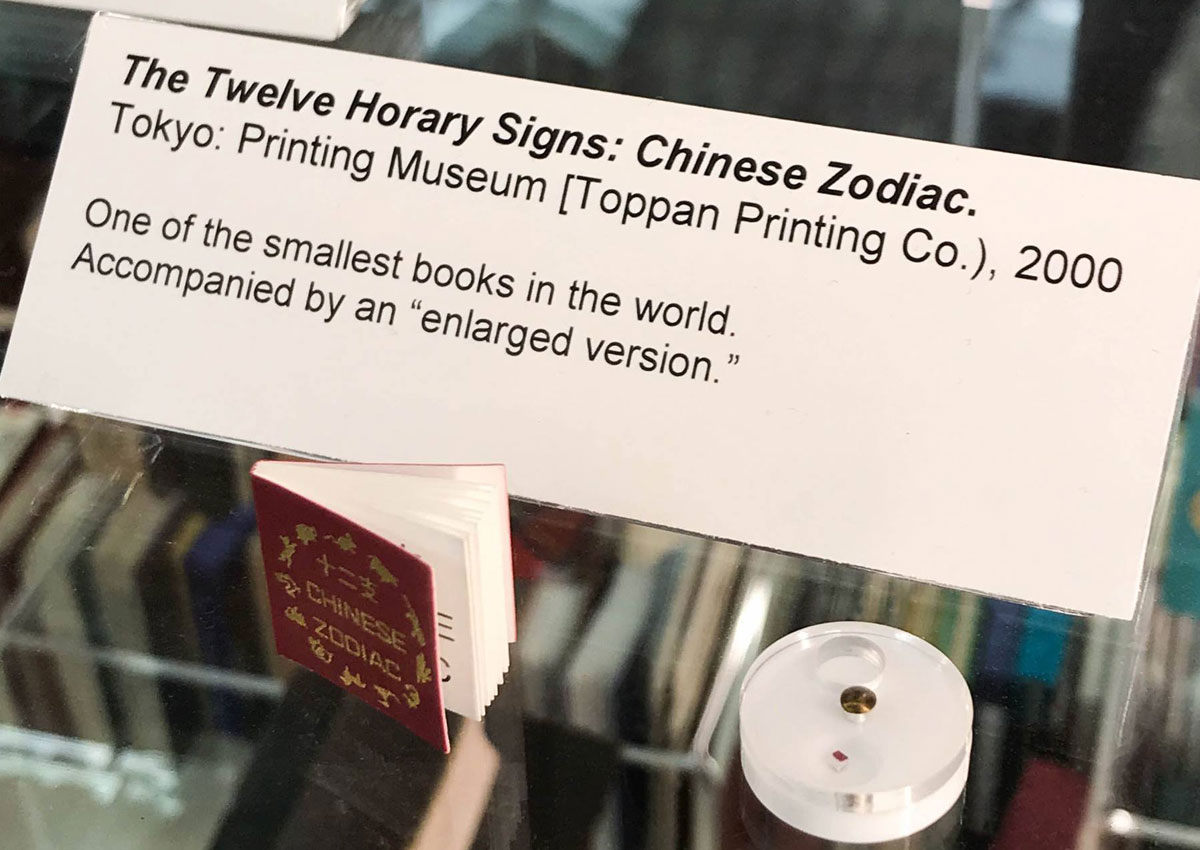 The Twelve Horary Signs: Chinese Zodiac.
Tokyo: Printing Museum [Toppan Printing Co.), 2000
One of the smallest books in the world.
Accompanied by an “enlarged version.”
十二支
CHINESE
ZODIAC